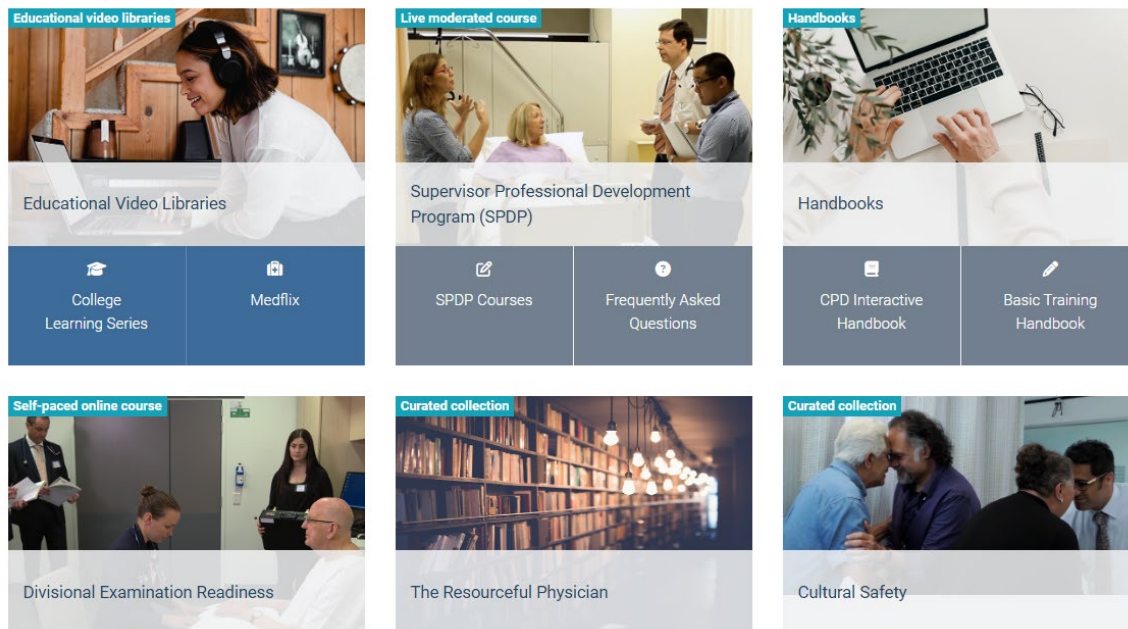 Educational video libraries
Educational Video Libraries
College
Learning Series
Medflix
Live moderated course
Supervisor Professional Development
Program (SPDP)
SPDP Courses
Frequently Asked
Questions
Handbooks
Handbooks
CPD Interactive
Handbook
Basic Training
Handbook
Self-paced online course
Divisional Examination Readiness
Curated collection
The Resourceful Physician
Curated collection
Cultural Safety